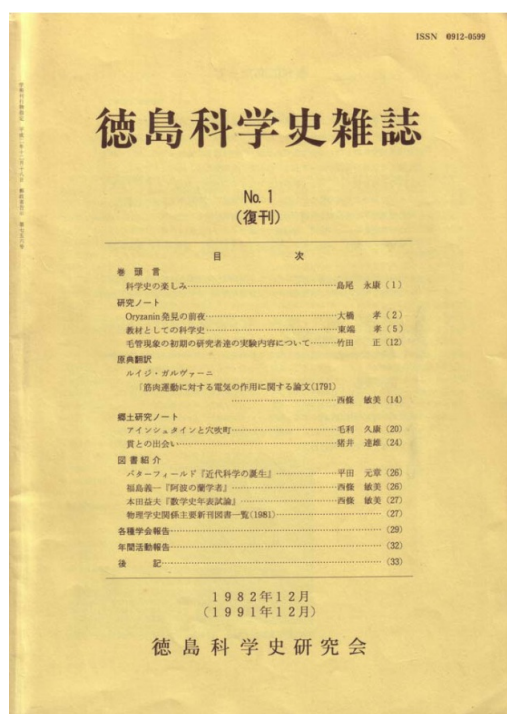 ISSN 0912-0599
徳島科学史雑誌
No. 1
(復刊)
目 次
巻頭言
科学史の楽しみ……島尾 永康 (1)
研究ノート
Oryzanin発見の前夜……大橋 孝 (2)
教材としての科学史……東端 孝 (5)
毛管現象の初期の研究者達の実験内容について……竹田 正 (12)
原典翻訳
ルイジ・ガルヴァーニ
「筋肉運動に対する電気の作用に関する論文(1791)
……西條 敏美 (14)
郷土研究ノート
アインシュタインと穴吹町……毛利 久康 (20)
貫との出会い……猪井 達雄 (24)
図書紹介
バターフィールド『近代科学の誕生』……平田 元章 (26)
福島義一『阿波の蘭学者』……西條 敏美 (26)
本田益夫『数学史年表試論』……西條 敏美 (27)
物理学史関係主要新刊図書一覧(1981)……(27)
各種学会報告……(29)
年間活動報告……(32)
後 記……(33)
1982年12月
(1991年12月)
徳島科学史研究会